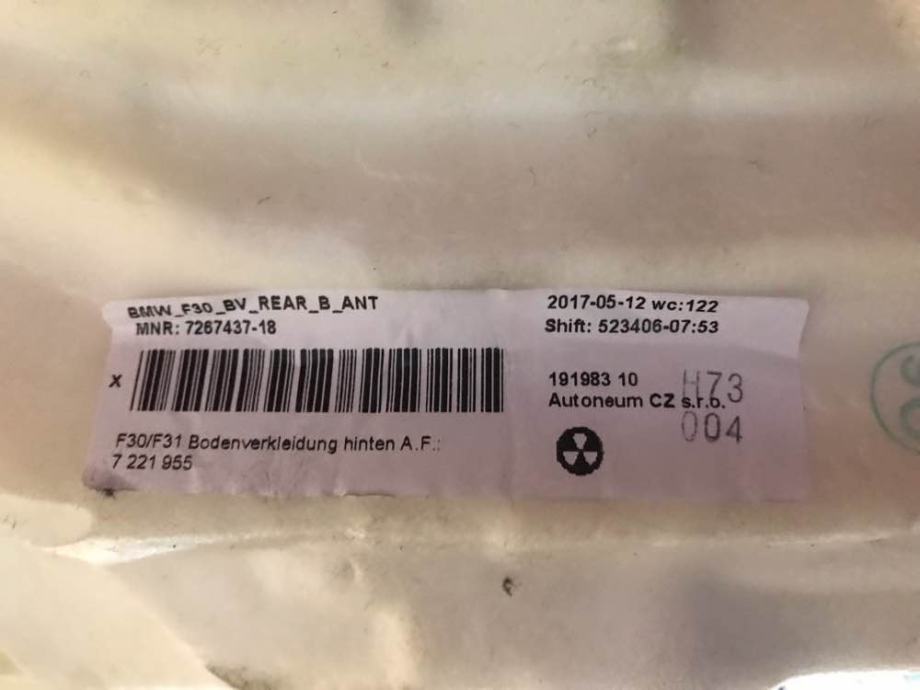 BMW_F30_BV_REAR_B_ANT
MNR: 7267437-18
X
F30/F31 Bodenverkleidung hinten A.F.:
7 221 955
2017-05-12 wc:122
Shift: 523406-07:53
191983 10
H73
Autoneum CZ s.r.o.
004